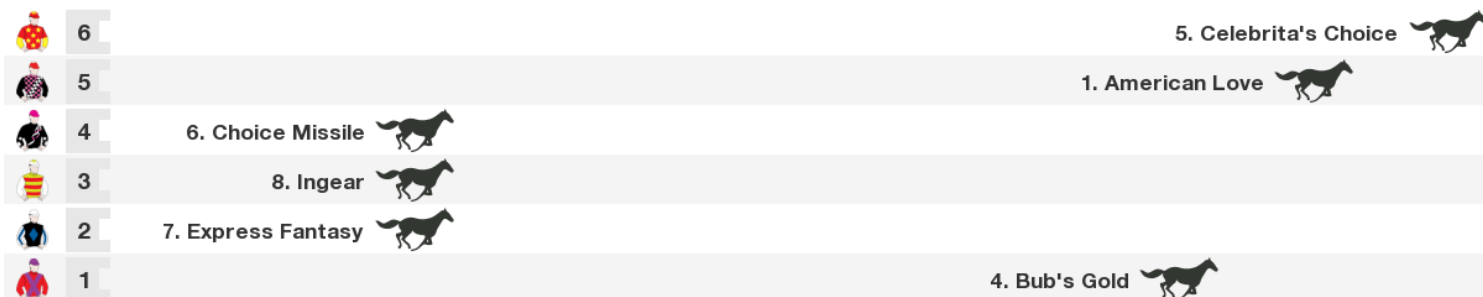 6 5. Celebrita's Choice
5 1. American Love
4 6. Choice Missile
3 8. Ingear
2 7. Express Fantasy
1 4. Bub's Gold